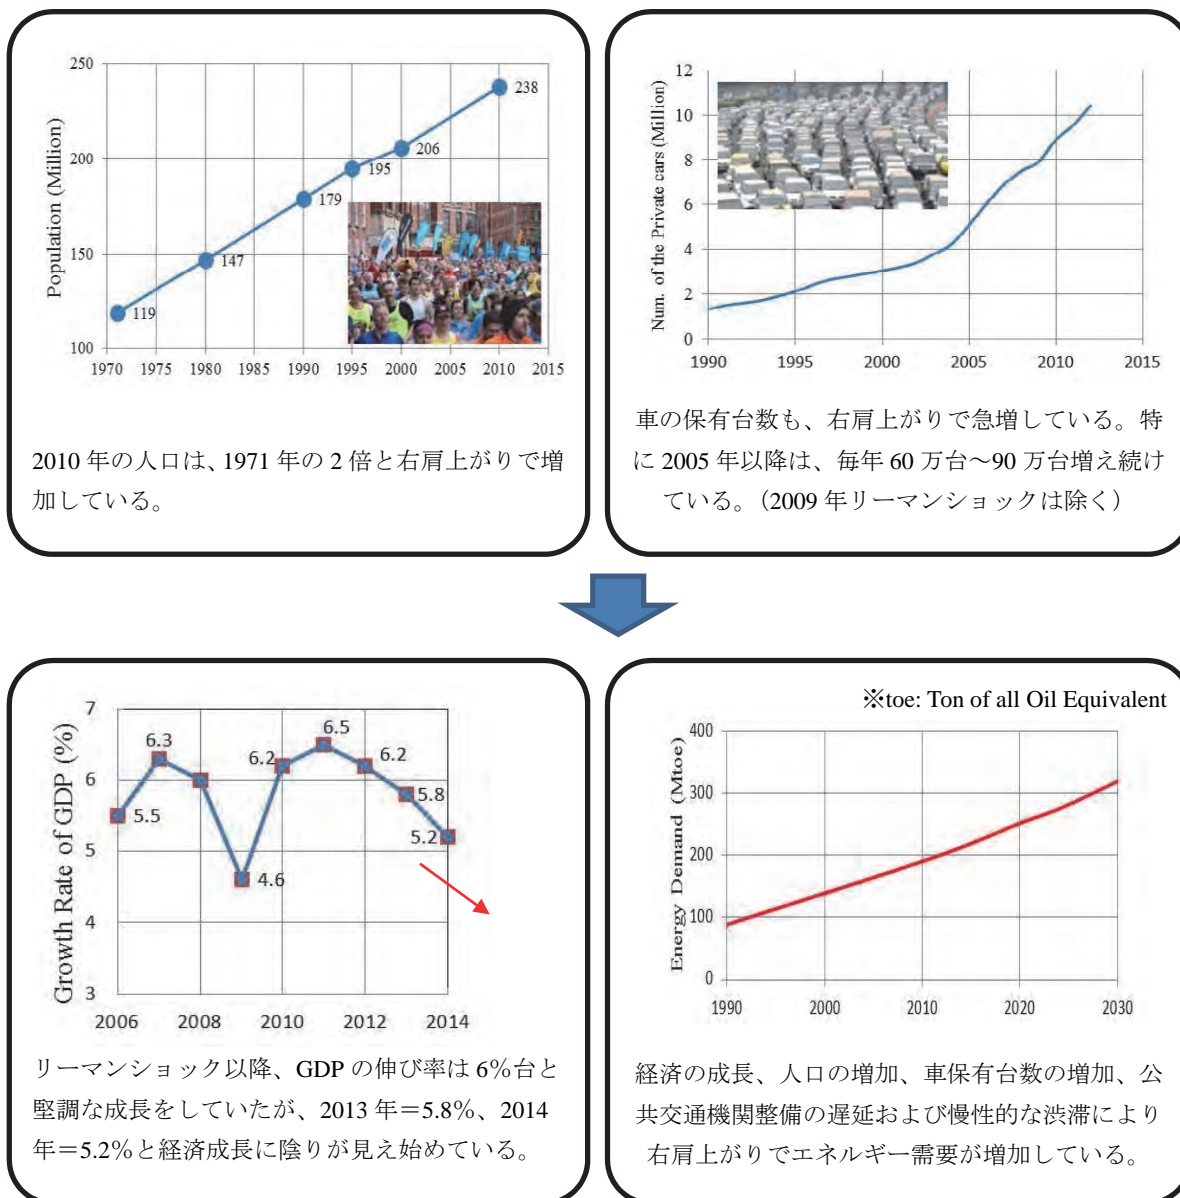 250
200
150
100
Population (Million)
119
147
179
195
206
238
1970 1975 1980 1985 1990 1995 2000 2005 2010 2015
2010 年の人口は、1971 年の 2 倍と右肩上がりで増
加している。
12
10
8
6
4
2
0
Num. of the Private cars (Million)
1990 1995 2000 2005 2010 2015
車の保有台数も、右肩上がりで急増している。特
に 2005 年以降は、毎年 60 万台～90 万台増え続け
ている。（2009 年リーマンショックは除く）
7
6
5
4
3
Growth Rate of GDP (%)
5.5
6.3
4.6
6.2
6.5
6.2
5.8
5.2
2006 2008 2010 2012 2014
リーマンショック以降、GDP の伸び率は 6％台と
堅調な成長をしていたが、2013 年＝5.8％、2014
年＝5.2％と経済成長に陰りが見え始めている。
※toe: Ton of all Oil Equivalent
400
300
200
100
0
Energy Demand (Mtoe)
1990 2000 2010 2020 2030
経済の成長、人口の増加、車保有台数の増加、公
共交通機関整備の遅延および慢性的な渋滞により
右肩上がりでエネルギー需要が増加している。